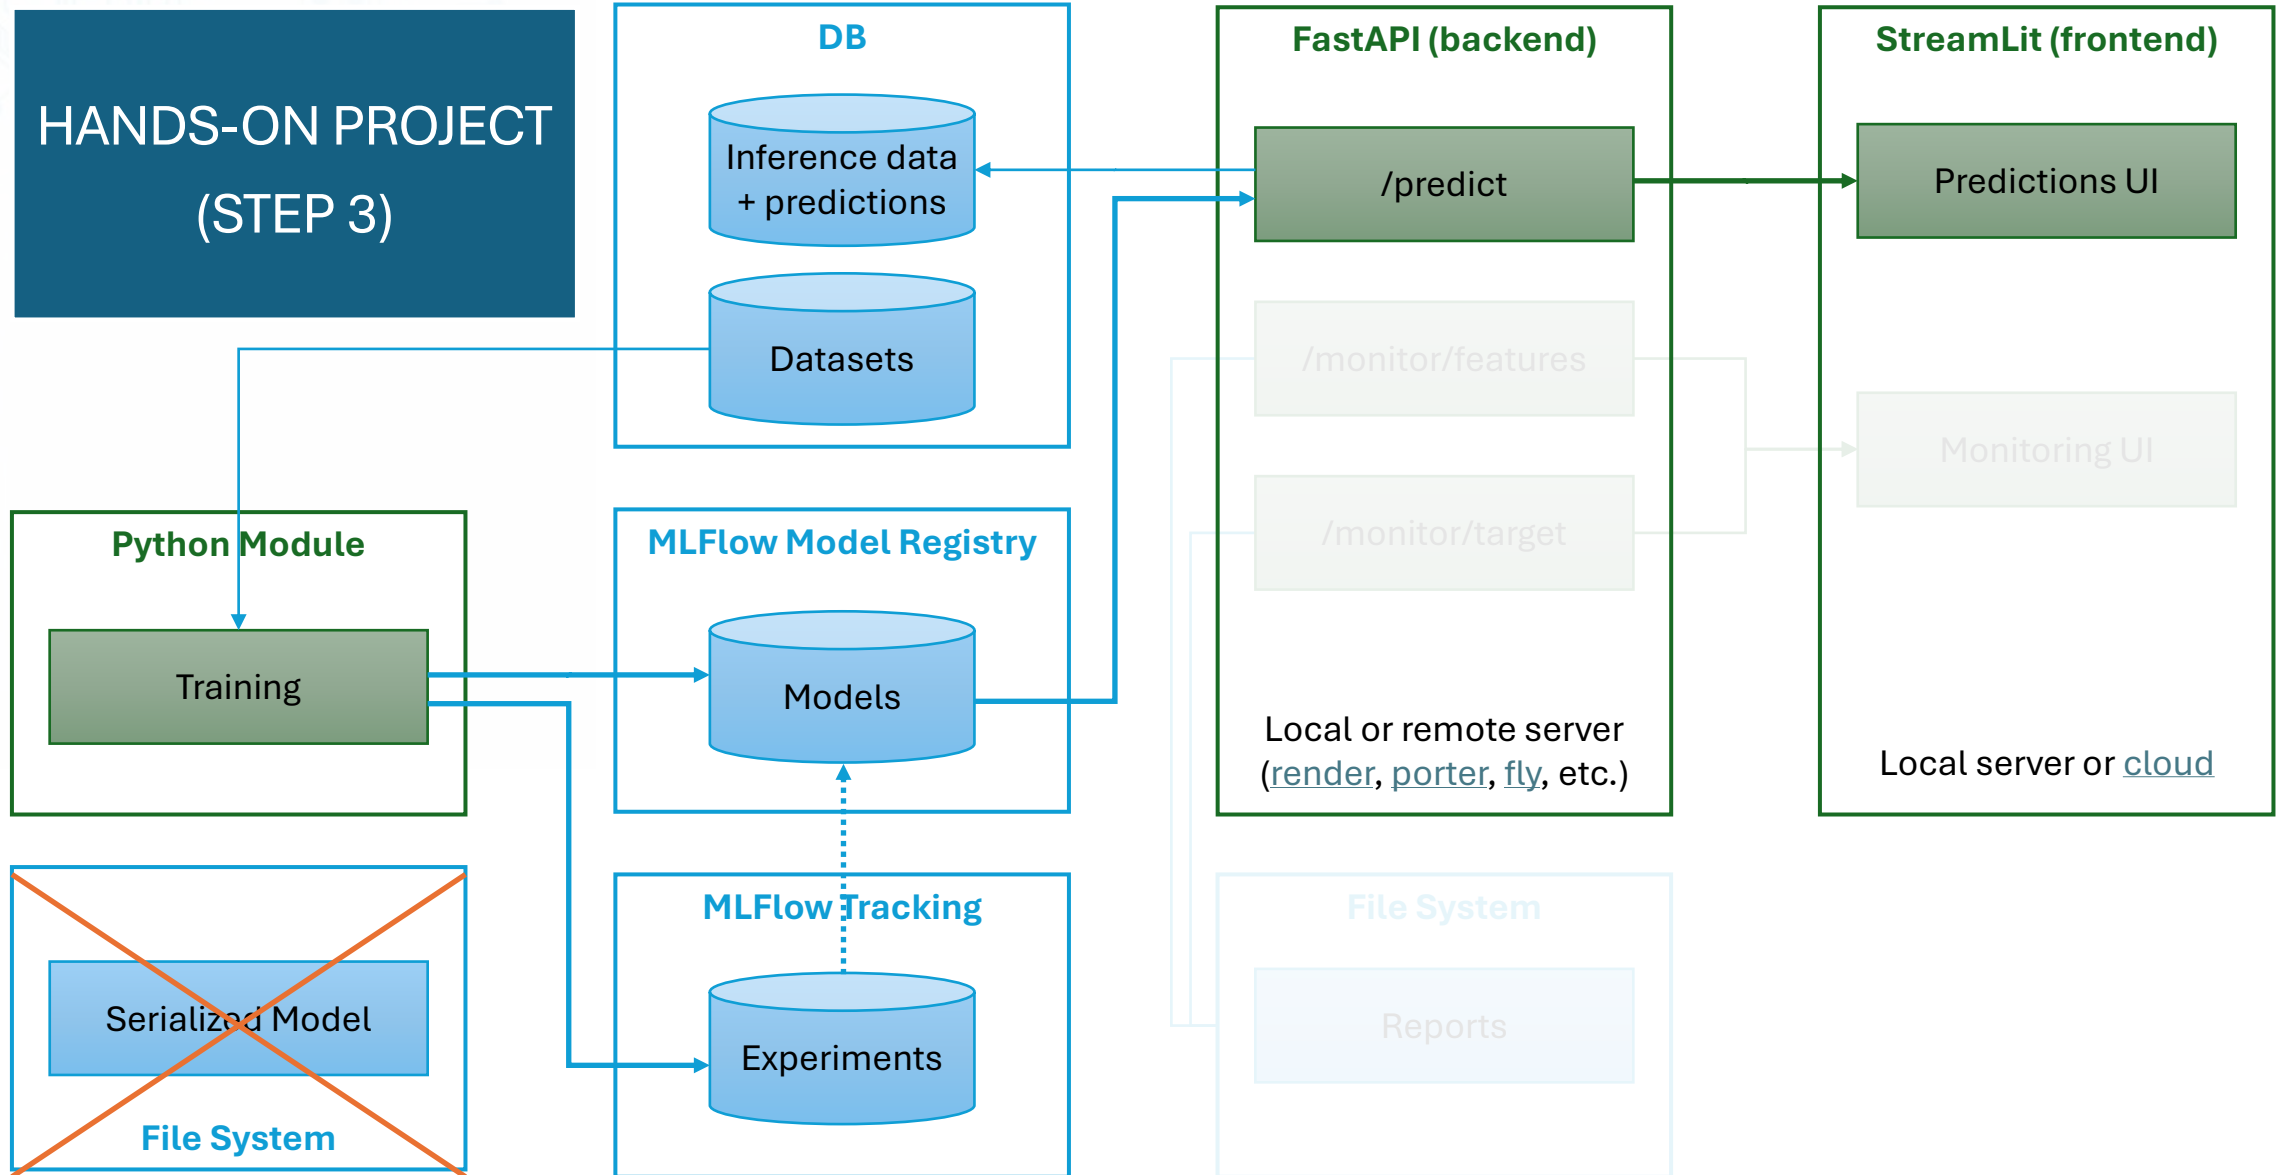 HANDS-ON PROJECT
(STEP 3)
DB
Inference data
+ predictions
Datasets
FastAPI (backend)
/predict
/monitor/features
/monitor/target
Local or remote server
(render, porter, fly, etc.)
StreamLit (frontend)
Predictions UI
Monitoring UI
Local server or cloud
Python Module
Training
MLFlow Model Registry
Models
Serialized Model
File System
MLFlow Tracking
Experiments
File System
Reports